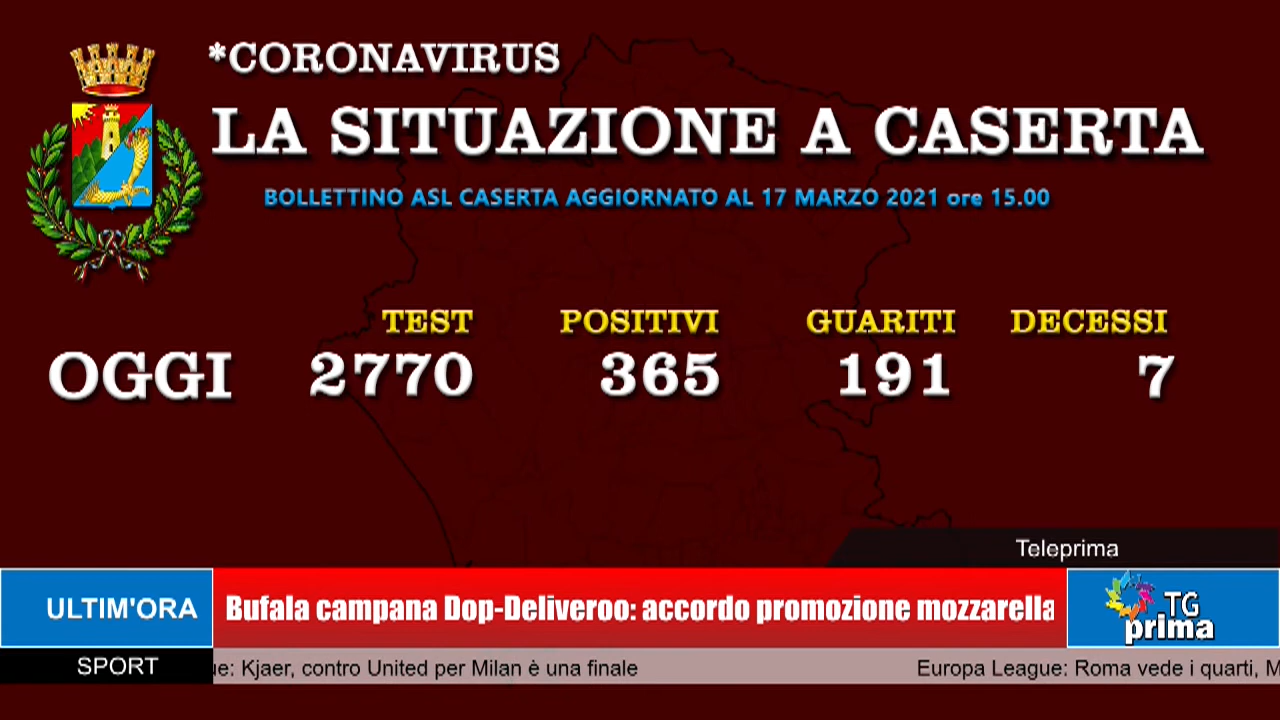 *CORONAVIRUS
LA SITUAZIONE A CASERTA
BOLLETTINO ASL CASERTA AGGIORNATO AL 17 MARZO 2021 ore 15.00
TEST POSITIVI GUARITI DECESSI
OGGI 2770 365 191 7
Teleprima
ULTIM'ORA Bufala campana Dop-Deliveroo: accordo promozione mozzarella
TG
prima
SPORT ue: Kjaer, contro United per Milan è una finale Europa League: Roma vede i quarti, M